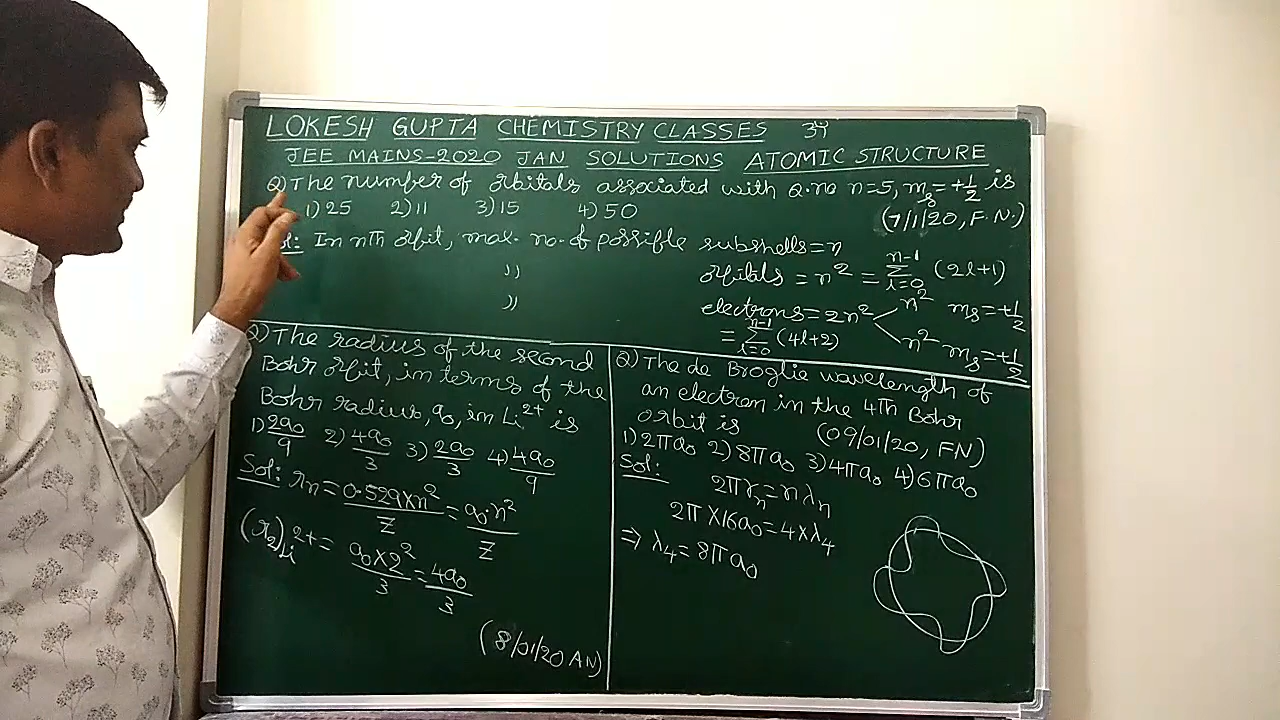 LOKESH GUPTA CHEMISTRY CLASSES
JEE MAINS-2020 JAN SOLUTIONS ATOMIC STRUCTURE
Q) The number of orbitals associated with Q.no n=5, ms=+1/2 is
1) 25 2) 11 3) 15 4) 50 (7/1/20, F.N.)
In nth orbit, max. no. of possible subshells = n
,, orbitals = n² = Σ_{l=0}^{n-1} (2l+1)
,, electrons = 2n² < n² ms=+1/2
n² ms=+1/2
= Σ_{l=0}^{n-1} (4l+2)
Q) The radius of the second
Bohr orbit, in terms of the
Bohr radius, a₀, in Li²⁺ is
1) 2a₀/9 2) 4a₀/3 3) 2a₀/3 4) 4a₀/9
Sol: rₙ = 0.529×n²/Z = a₀.n²/Z
(r₂)Li²⁺ = a₀×2²/3 = 4a₀/3
(8/01/20 AN)
Q) The de Broglie wavelength of
an electron in the 4Th Bohr
orbit is (09/01/20, FN)
1) 2πa₀ 2) 8πa₀ 3) 4πa₀ 4) 6πa₀
Sol: 2πrₙ = nλₙ
2π×16a₀ = 4×λ₄
⇒ λ₄ = 8πa₀